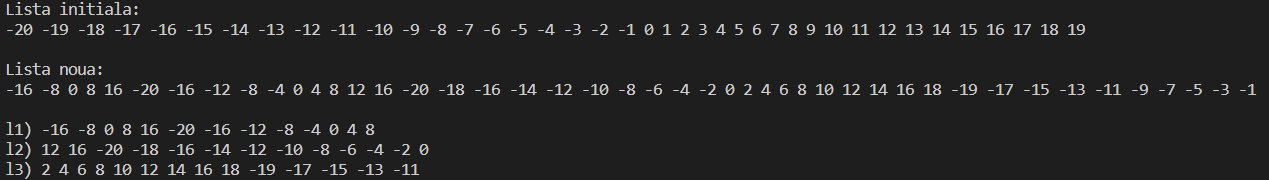 Lista initiala:
-20 -19 -18 -17 -16 -15 -14 -13 -12 -11 -10 -9 -8 -7 -6 -5 -4 -3 -2 -1 0 1 2 3 4 5 6 7 8 9 10 11 12 13 14 15 16 17 18 19
Lista noua:
-16 -8 0 8 16 -20 -16 -12 -8 -4 0 4 8 12 16 -20 -18 -16 -14 -12 -10 -8 -6 -4 -2 0 2 4 6 8 10 12 14 16 18 -19 -17 -15 -13 -11 -9 -7 -5 -3 -1
l1) -16 -8 0 8 16 -20 -16 -12 -8 -4 0 4 8
l2) 12 16 -20 -18 -16 -14 -12 -10 -8 -6 -4 -2 0
l3) 2 4 6 8 10 12 14 16 18 -19 -17 -15 -13 -11